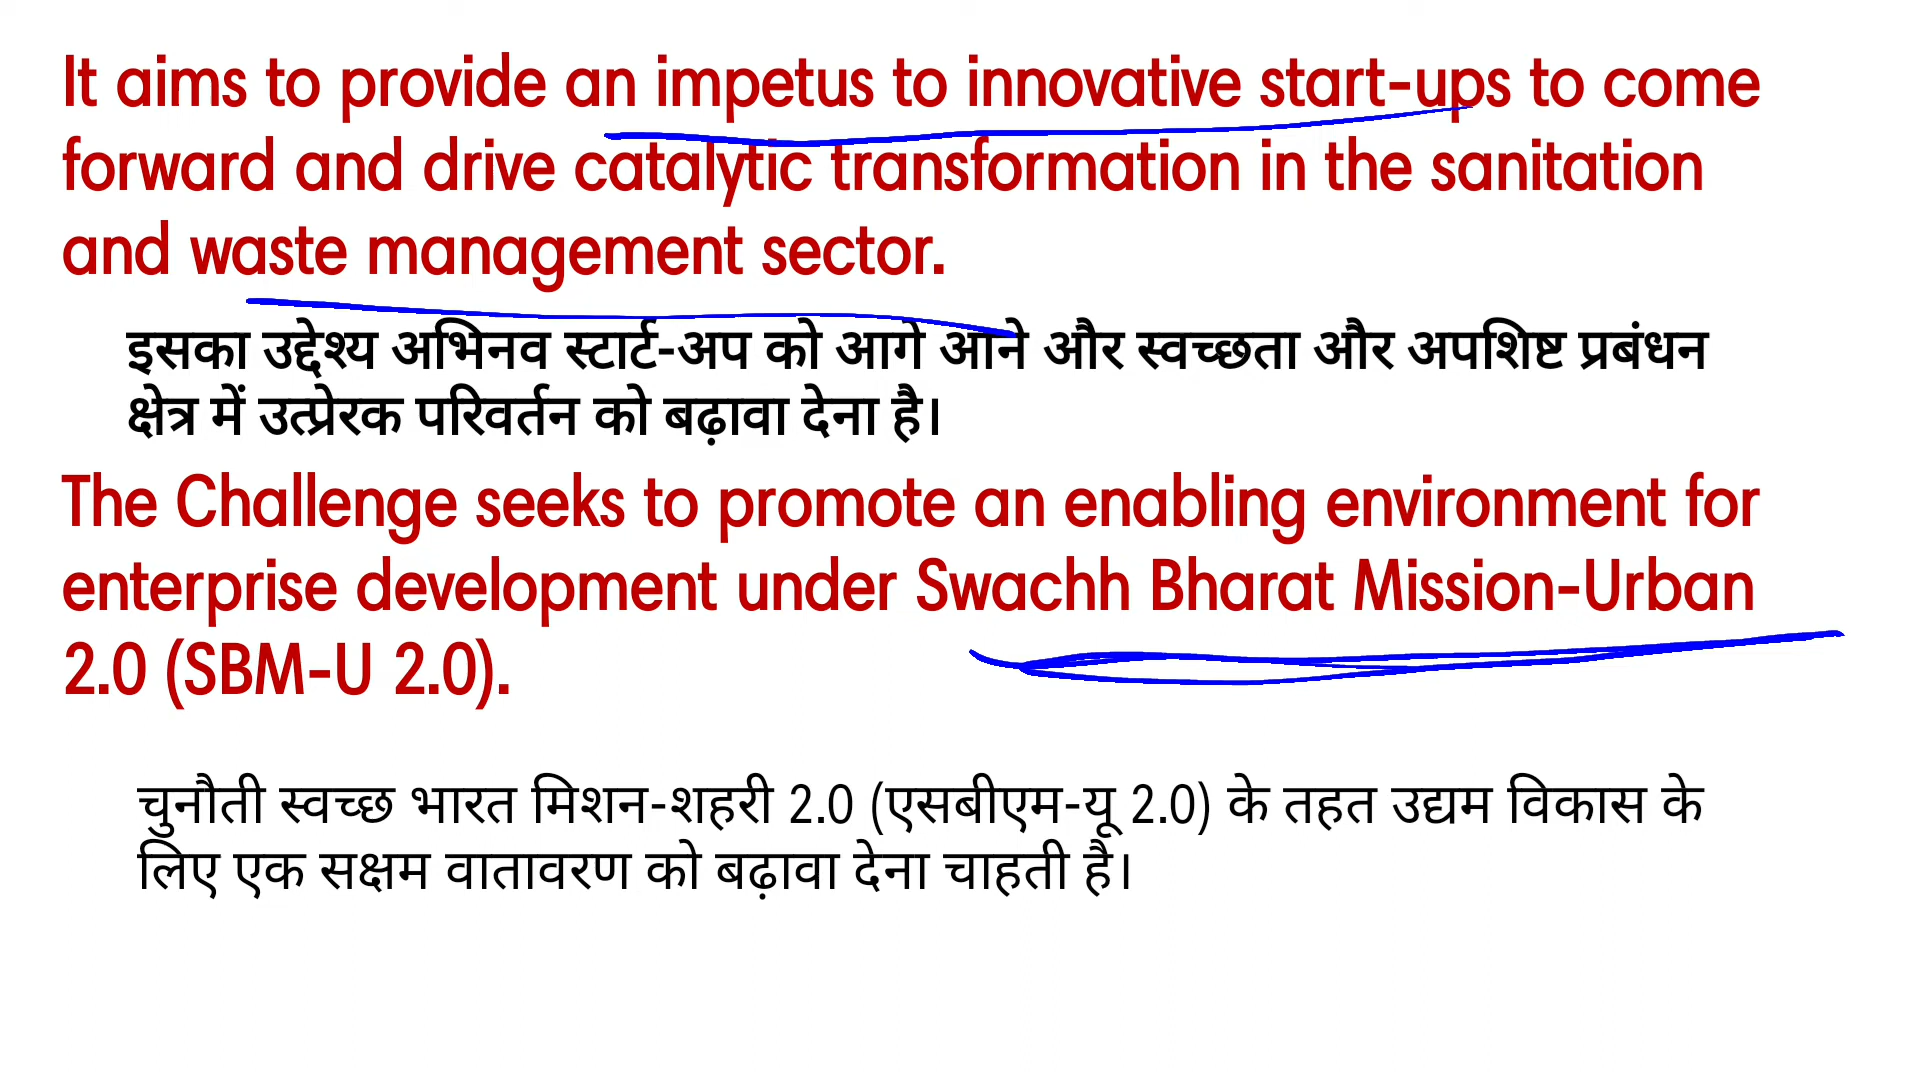 It aims to provide an impetus to innovative start-ups to come
forward and drive catalytic transformation in the sanitation
and waste management sector.
इसका उद्देश्य अभिनव स्टार्ट-अप को आगे आने और स्वच्छता और अपशिष्ट प्रबंधन
क्षेत्र में उत्प्रेरक परिवर्तन को बढ़ावा देना है।
The Challenge seeks to promote an enabling environment for
enterprise development under Swachh Bharat Mission-Urban
2.0 (SBM-U 2.0).
चुनौती स्वच्छ भारत मिशन-शहरी 2.0 (एसबीएम-यू 2.0) के तहत उद्यम विकास के
लिए एक सक्षम वातावरण को बढ़ावा देना चाहती है।